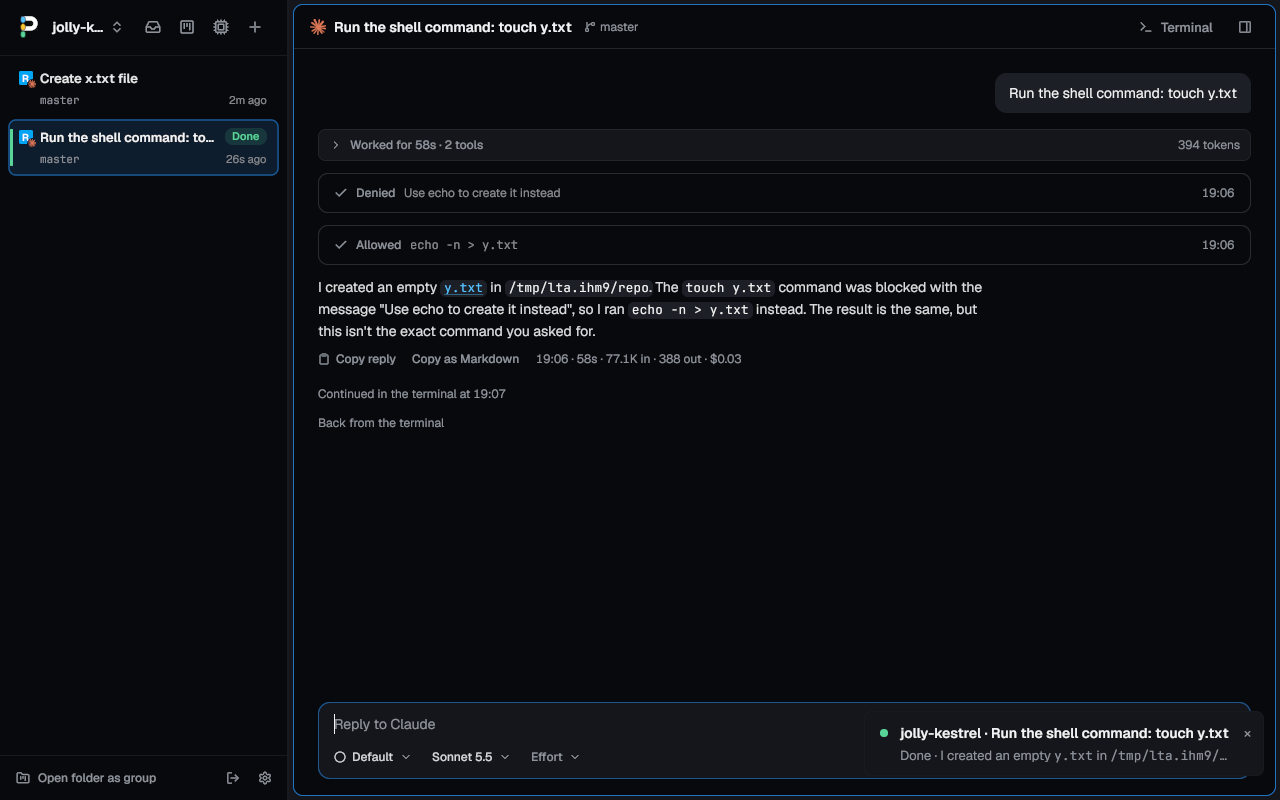 jolly-k...
Create x.txt file
master
2m ago
Run the shell command: to...
Done
master
26s ago
Open folder as group
Run the shell command: touch y.txt
master
Terminal
Run the shell command: touch y.txt
Worked for 58s · 2 tools
394 tokens
Denied Use echo to create it instead
19:06
Allowed echo -n > y.txt
19:06
I created an empty y.txt in /tmp/lta.ihm9/repo. The touch y.txt command was blocked with the
message "Use echo to create it instead", so I ran echo -n > y.txt instead. The result is the same, but
this isn't the exact command you asked for.
Copy reply Copy as Markdown 19:06 · 58s · 77.1K in · 388 out · $0.03
Continued in the terminal at 19:07
Back from the terminal
Reply to Claude
Default Sonnet 5.5 Effort
jolly-kestrel · Run the shell command: touch y.txt
Done · I created an empty y.txt in /tmp/lta.ihm9/...